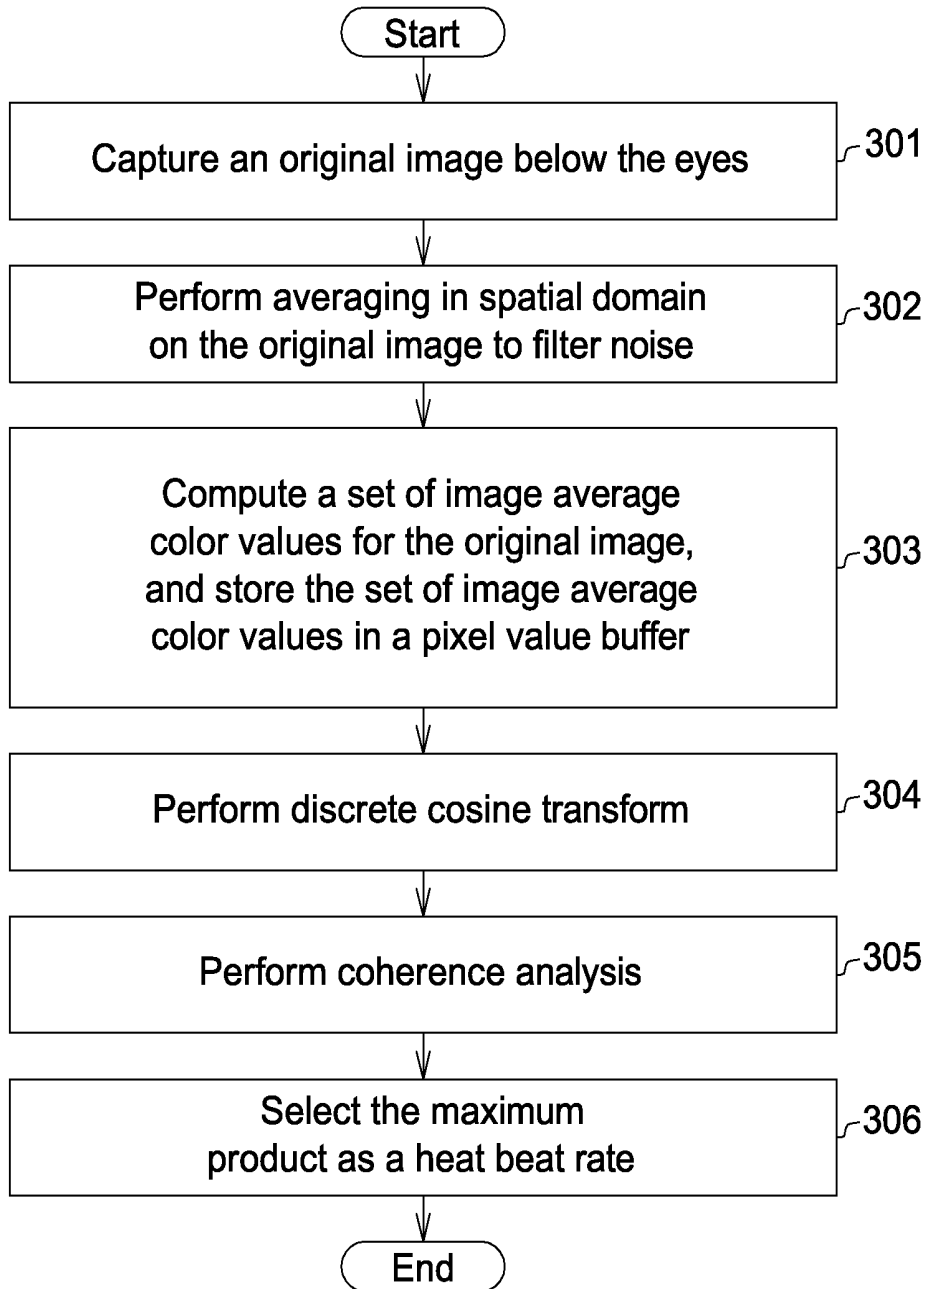 Start
Capture an original image below the eyes
301
Perform averaging in spatial domain
on the original image to filter noise
302
Compute a set of image average
color values for the original image,
and store the set of image average
color values in a pixel value buffer
303
Perform discrete cosine transform
304
Perform coherence analysis
305
Select the maximum
product as a heat beat rate
306
End